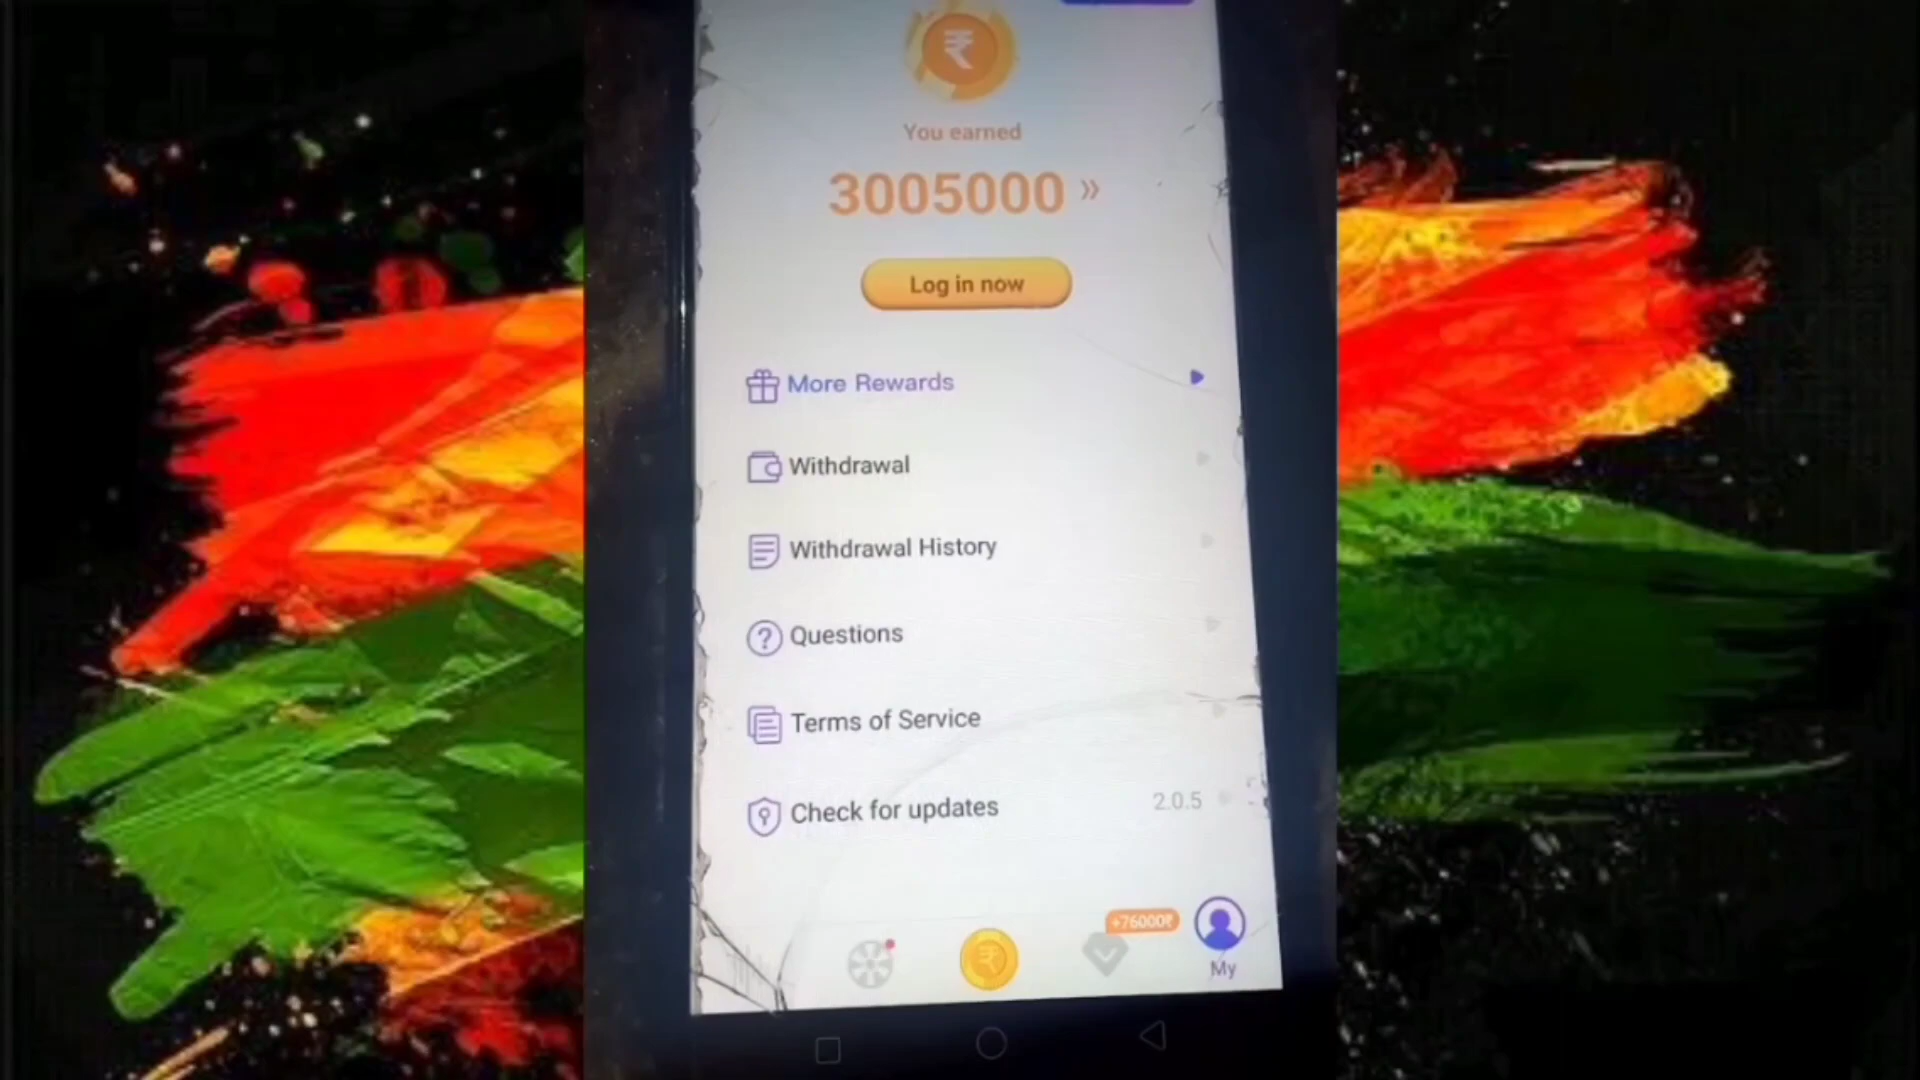 ₹
You earned
3005000 »
Log in now
More Rewards
Withdrawal
Withdrawal History
Questions
Terms of Service
Check for updates 2.0.5
+76000₹
₹
My